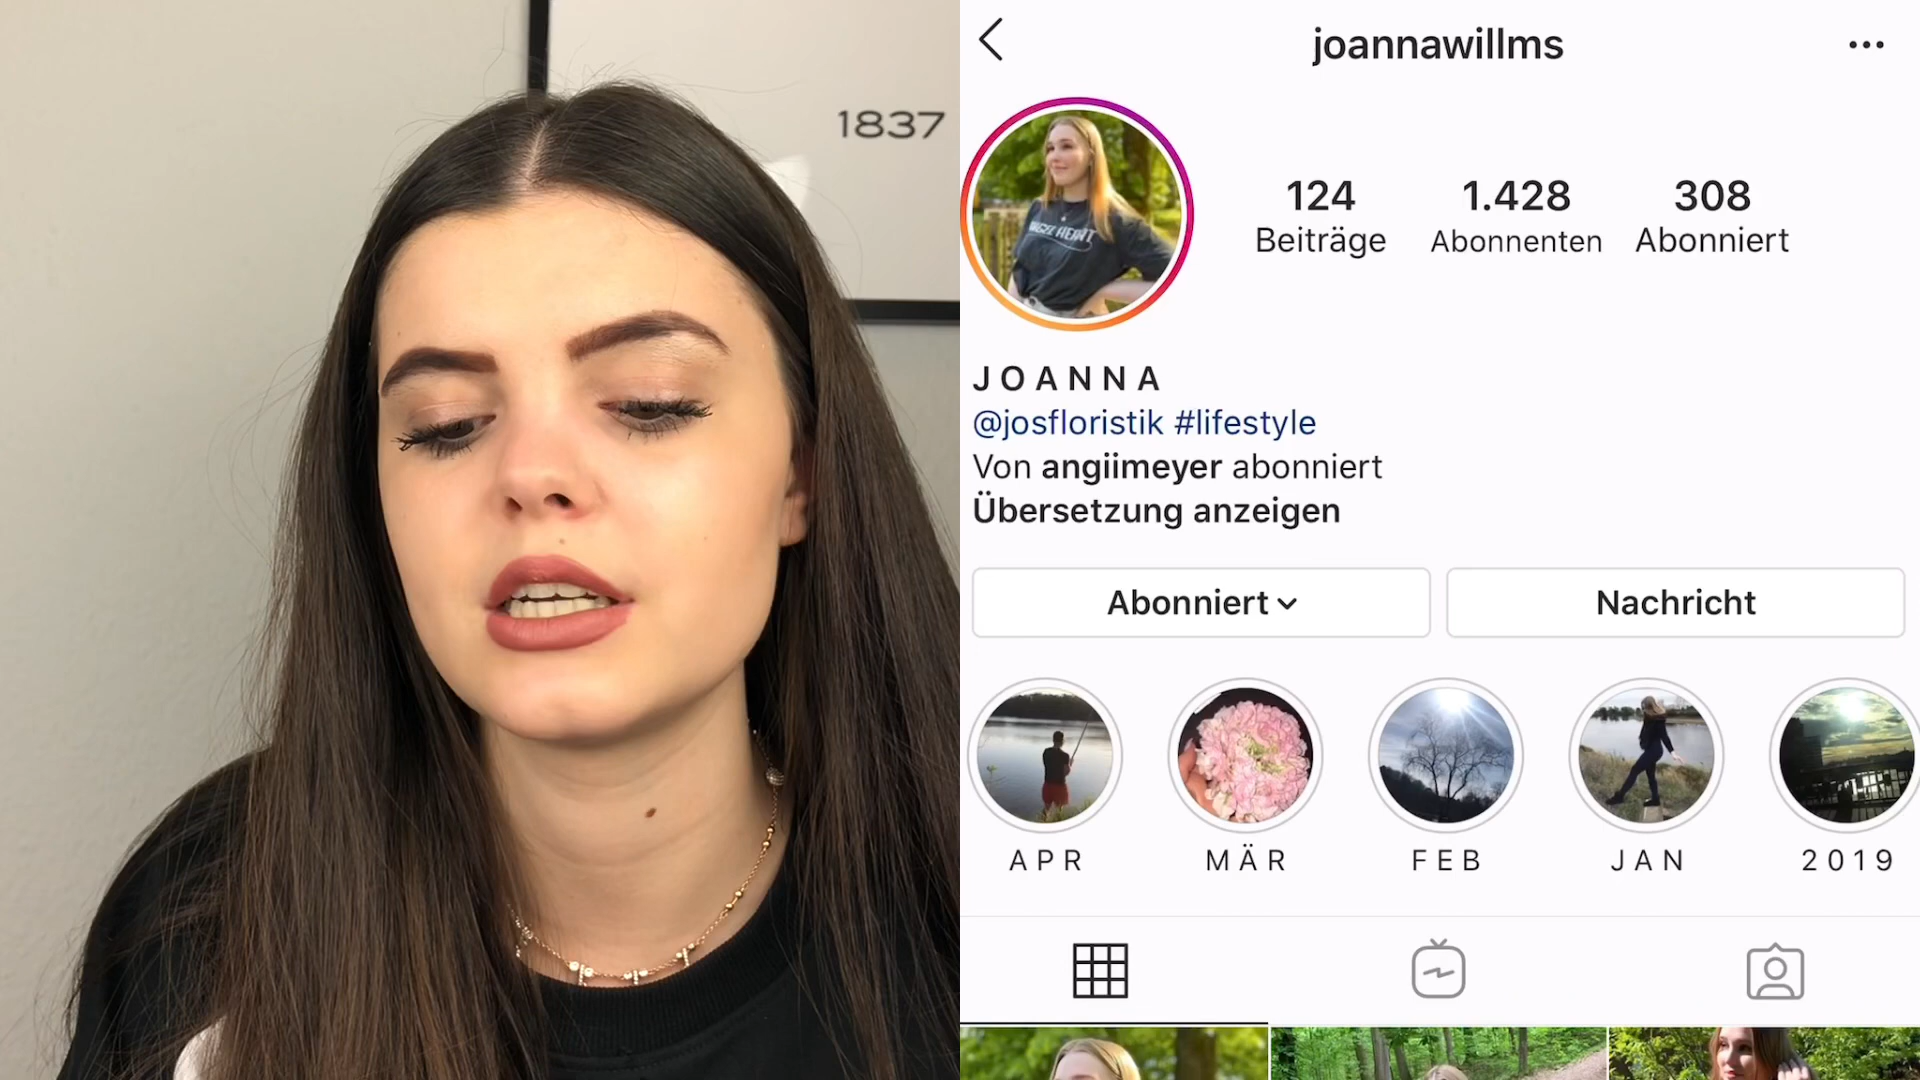 1837
joannawillms
124
Beiträge
1.428
Abonnenten
308
Abonniert
JOANNA
@josfloristik #lifestyle
Von angiimeyer abonniert
Übersetzung anzeigen
Abonniert
Nachricht
APR
MÄR
FEB
JAN
2019